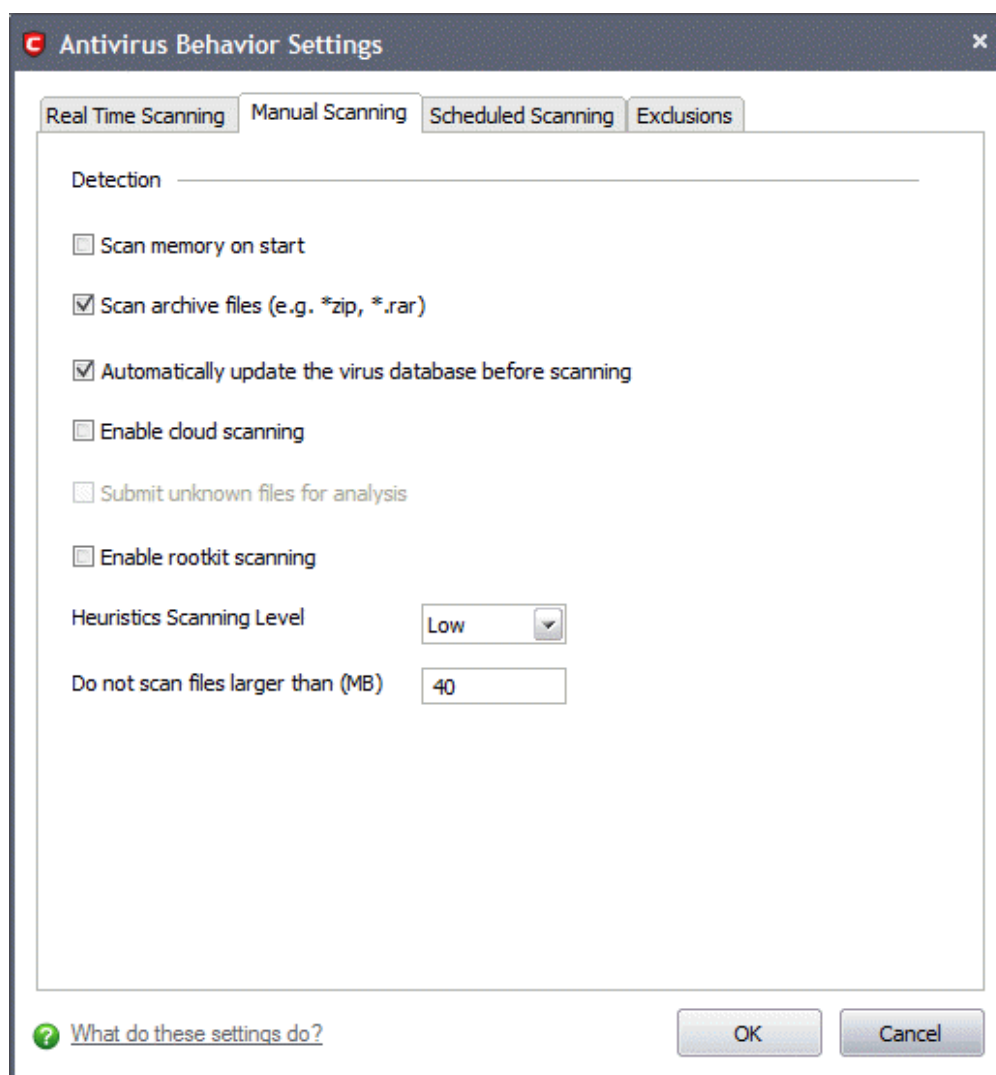 Antivirus Behavior Settings
Real Time Scanning Manual Scanning Scheduled Scanning Exclusions
Detection
Scan memory on start
Scan archive files (e.g. *zip, *.rar)
Automatically update the virus database before scanning
Enable cloud scanning
Submit unknown files for analysis
Enable rootkit scanning
Heuristics Scanning Level Low
Do not scan files larger than (MB) 40
What do these settings do? OK Cancel